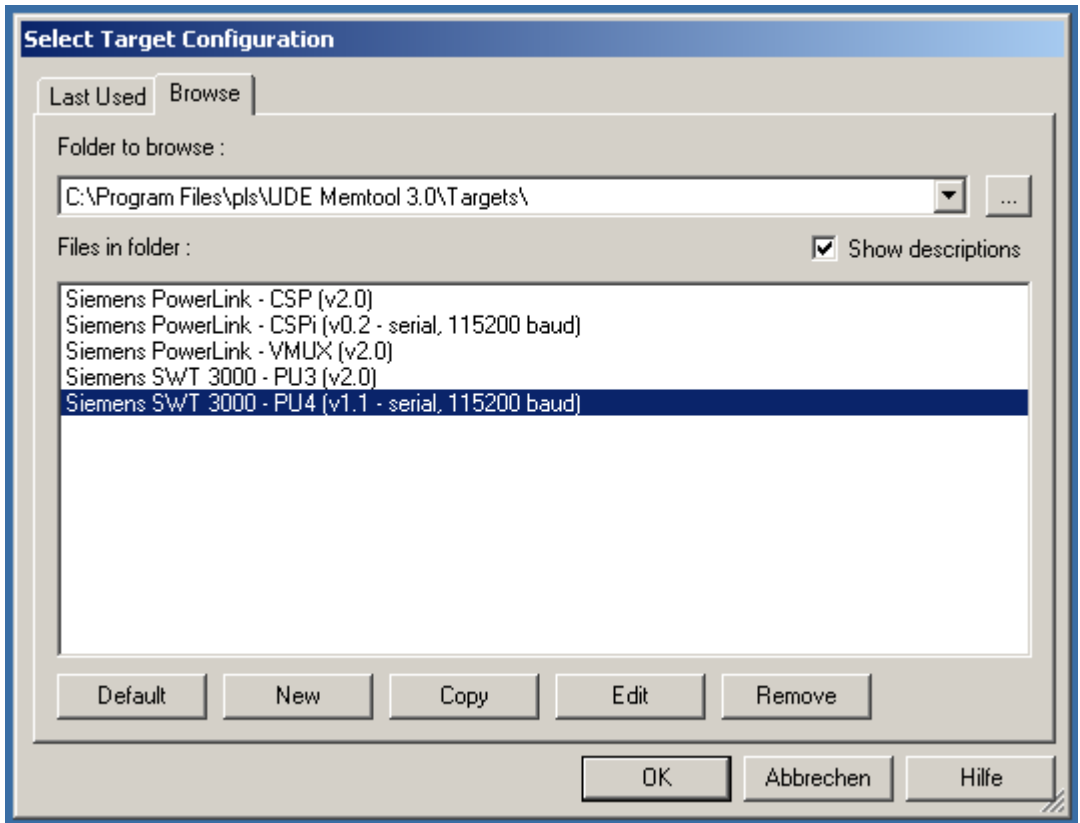 Select Target Configuration
Last Used Browse
Folder to browse :
C:\Program Files\pls\UDE Memtool 3.0\Targets\ ...
Files in folder : Show descriptions
Siemens PowerLink - CSP (v2.0)
Siemens PowerLink - CSPi (v0.2 - serial, 115200 baud)
Siemens PowerLink - VMUX (v2.0)
Siemens SWT 3000 - PU3 (v2.0)
Siemens SWT 3000 - PU4 (v1.1 - serial, 115200 baud)
Default New Copy Edit Remove
OK Abbrechen Hilfe